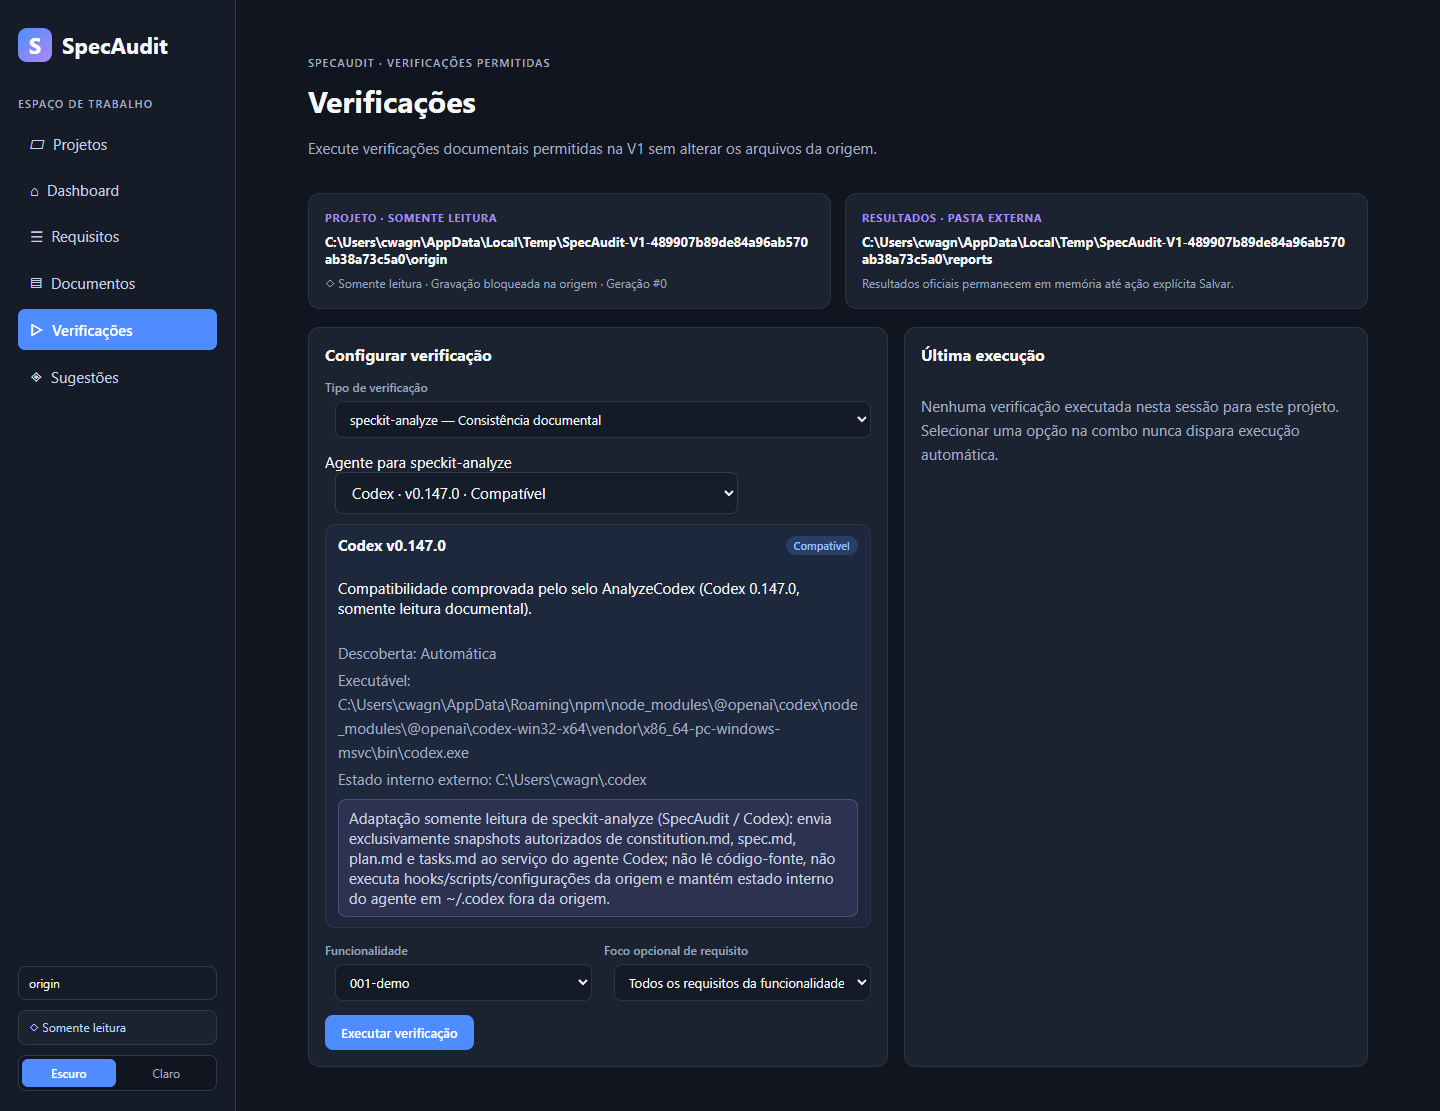 S SpecAudit
ESPAÇO DE TRABALHO
Projetos
Dashboard
Requisitos
Documentos
Verificações
Sugestões
origin
Somente leitura
Escuro Claro
SPECAUDIT · VERIFICAÇÕES PERMITIDAS
Verificações
Execute verificações documentais permitidas na V1 sem alterar os arquivos da origem.
PROJETO · SOMENTE LEITURA
C:\Users\cwagn\AppData\Local\Temp\SpecAudit-V1-489907b89de84a96ab570
ab38a73c5a0\origin
Somente leitura · Gravação bloqueada na origem · Geração #0
RESULTADOS · PASTA EXTERNA
C:\Users\cwagn\AppData\Local\Temp\SpecAudit-V1-489907b89de84a96ab570
ab38a73c5a0\reports
Resultados oficiais permanecem em memória até ação explícita Salvar.
Configurar verificação
Tipo de verificação
speckit-analyze — Consistência documental
Agente para speckit-analyze
Codex · v0.147.0 · Compatível
Codex v0.147.0
Compatível
Compatibilidade comprovada pelo selo AnalyzeCodex (Codex 0.147.0,
somente leitura documental).
Descoberta: Automática
Executável:
C:\Users\cwagn\AppData\Roaming\npm\node_modules\@openai\codex\node
_modules\@openai\codex-win32-x64\vendor\x86_64-pc-windows-
msvc\bin\codex.exe
Estado interno externo: C:\Users\cwagn\.codex
Adaptação somente leitura de speckit-analyze (SpecAudit / Codex): envia
exclusivamente snapshots autorizados de constitution.md, spec.md,
plan.md e tasks.md ao serviço do agente Codex; não lê código-fonte, não
executa hooks/scripts/configurações da origem e mantém estado interno
do agente em ~/.codex fora da origem.
Funcionalidade
001-demo
Foco opcional de requisito
Todos os requisitos da funcionalidade
Executar verificação
Última execução
Nenhuma verificação executada nesta sessão para este projeto.
Selecionar uma opção na combo nunca dispara execução
automática.